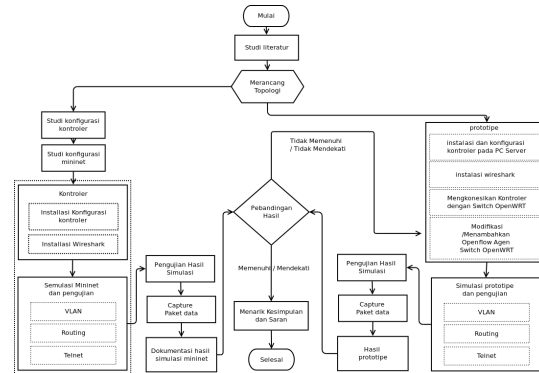 Mulai
Studi literatur
Merancang
Topologi
Studi konfigurasi
kontroler
Studi konfigurasi
mininet
Kontroler
Installasi Konfigurasi
kontroler
Installasi Wireshark
Semulasi Mininet
dan pengujian
VLAN
Routing
Telnet
Pengujian Hasil
Simulasi
Capture
Paket data
Dokumentasi hasil
simulasi mininet
Tidak Memenuhi
/ Tidak Mendekati
Pebandingan
Hasil
Memenuhi / Mendekati
Menarik Kesimpulan
dan Saran
Selesai
prototipe
instalasi dan konfigurasi
kontroler pada PC Server
instalasi wireshark
Mengkonesikan Kontroler
dengan Switch OpenWRT
Modifikasi
/Menambahkan
Openflow Agen
Switch OpenWRT
Simulasi prototipe
dan pengujian
VLAN
Routing
Telnet
Pengujian Hasil
Simulasi
Capture
Paket data
Hasil
prototipe